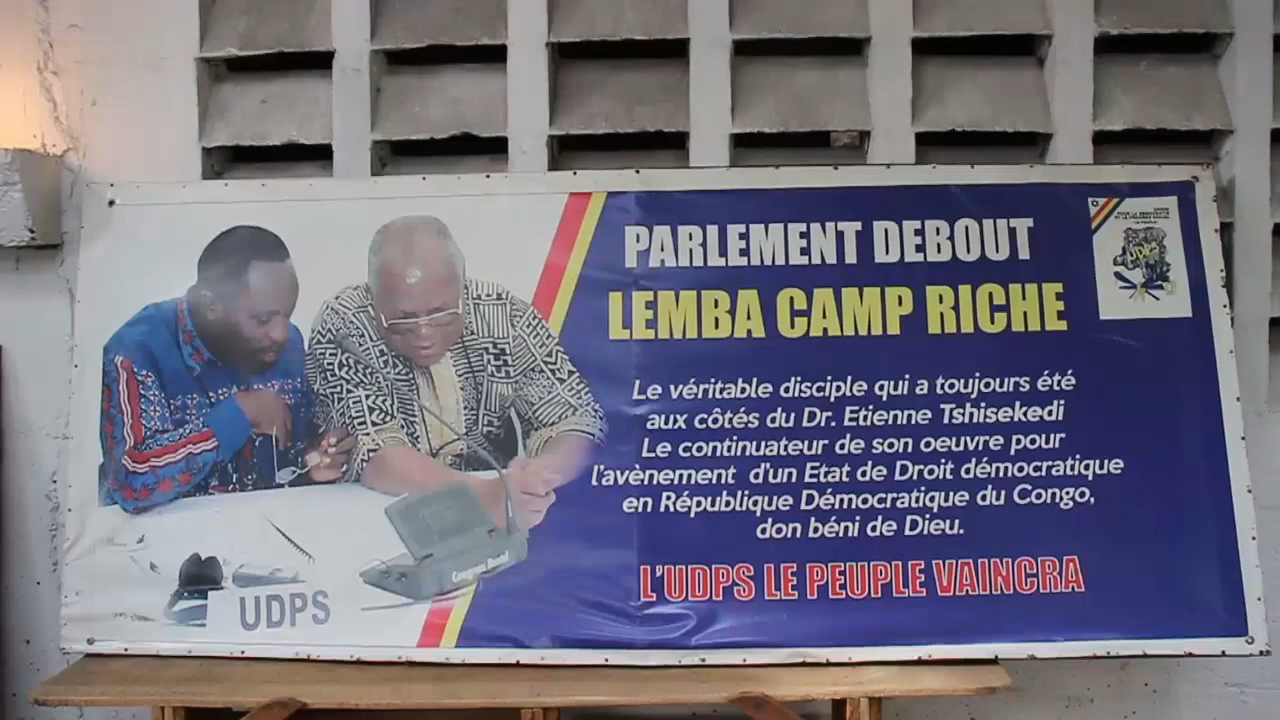 PARLEMENT DEBOUT
LEMBA CAMP RICHE
UDPS
Le véritable disciple qui a toujours été
aux côtés du Dr. Etienne Tshisekedi
Le continuateur de son oeuvre pour
l'avènement d'un Etat de Droit démocratique
en République Démocratique du Congo,
don béni de Dieu.
L'UDPS LE PEUPLE VAINCRA
UDPS